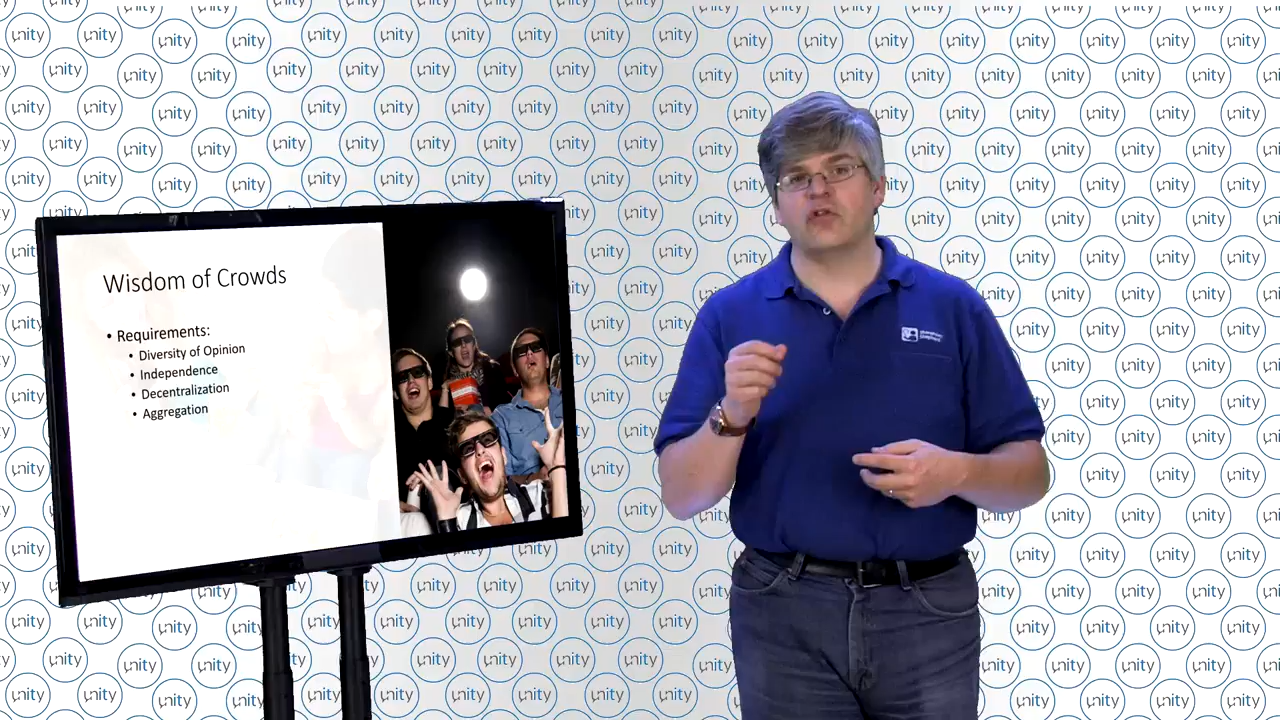 Wisdom of Crowds
• Requirements:
• Diversity of Opinion
• Independence
• Decentralization
• Aggregation
unity